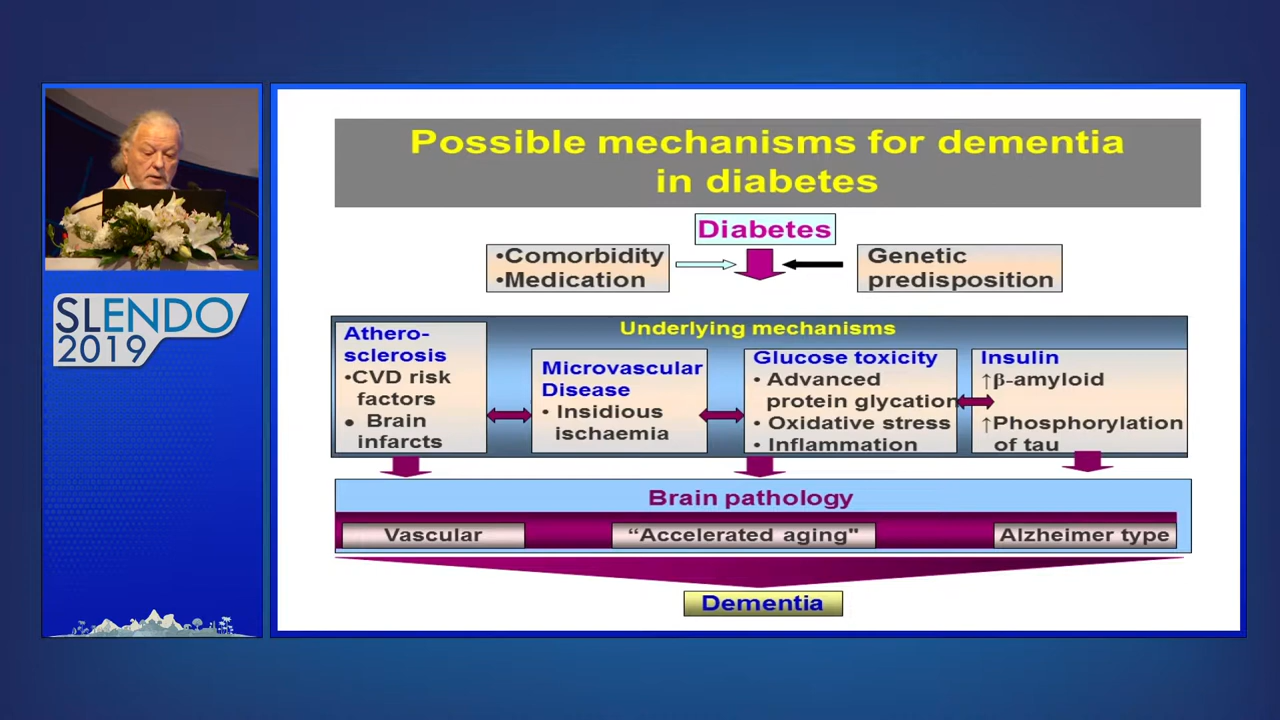 Possible mechanisms for dementia
in diabetes
Diabetes
•Comorbidity
•Medication
Genetic
predisposition
Underlying mechanisms
Athero-
sclerosis
•CVD risk
factors
• Brain
infarcts
Microvascular
Disease
• Insidious
ischaemia
Glucose toxicity
• Advanced
protein glycation
• Oxidative stress
• Inflammation
Insulin
↑β-amyloid
↑Phosphorylation
of tau
Brain pathology
Vascular
“Accelerated aging"
Alzheimer type
Dementia
SLENDO
2019